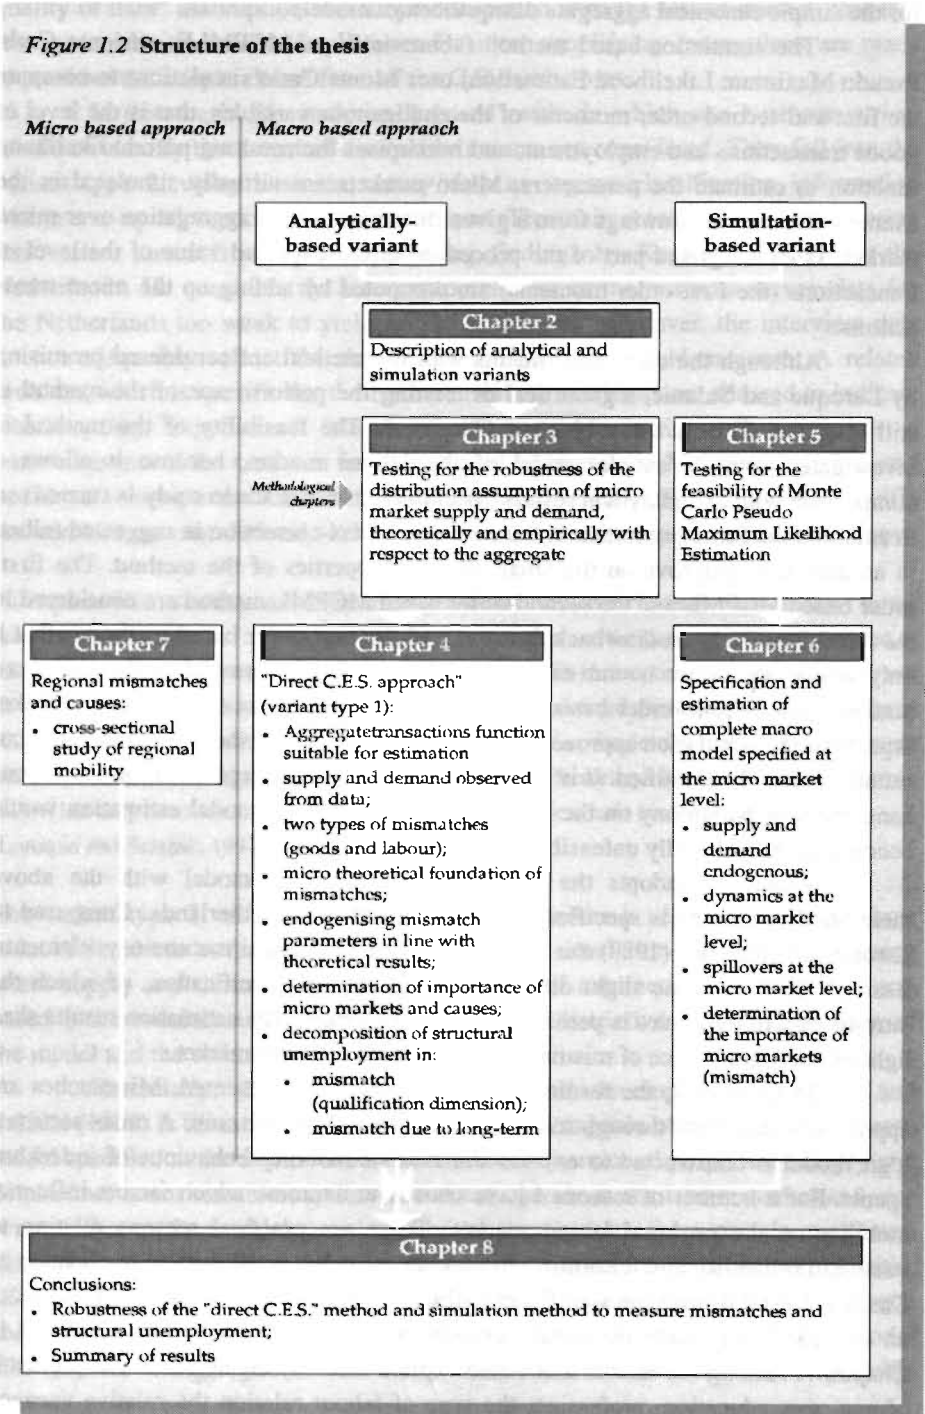 Figure 1.2 Structure of the thesis
Micro based appraoch
Macro based appraoch
Analytically-
based variant
Simultation-
based variant
Chapter 2
Description of analytical and
simulation variants
Chapter 3
Testing for the robustness of the
distribution assumption of micro
market supply and demand,
theoretically and empirically with
respect to the aggregate
Methodological
chapters
Chapter 5
Testing for the
feasibility of Monte
Carlo Pseudo
Maximum Likelihood
Estimation
Chapter 7
Regional mismatches
and causes:
• cross-sectional
study of regional
mobility
Chapter 4
"Direct C.E.S. approach"
(variant type 1):
• Aggregatetransactions function
suitable for estimation
• supply and demand observed
from data;
• two types of mismatches
(goods and labour);
• micro theoretical foundation of
mismatches;
• endogenising mismatch
parameters in line with
theoretical results;
• determination of importance of
micro markets and causes;
• decomposition of structural
unemployment in:
• mismatch
(qualification dimension);
• mismatch due to long-term
Chapter 6
Specification and
estimation of
complete macro
model specified at
the micro market
level:
• supply and
demand
endogenous;
• dynamics at the
micro market
level;
• spillovers at the
micro market level;
• determination of
the importance of
micro markets
(mismatch)
Chapter 8
Conclusions:
• Robustness of the "direct C.E.S." method and simulation method to measure mismatches and
structural unemployment;
• Summary of results